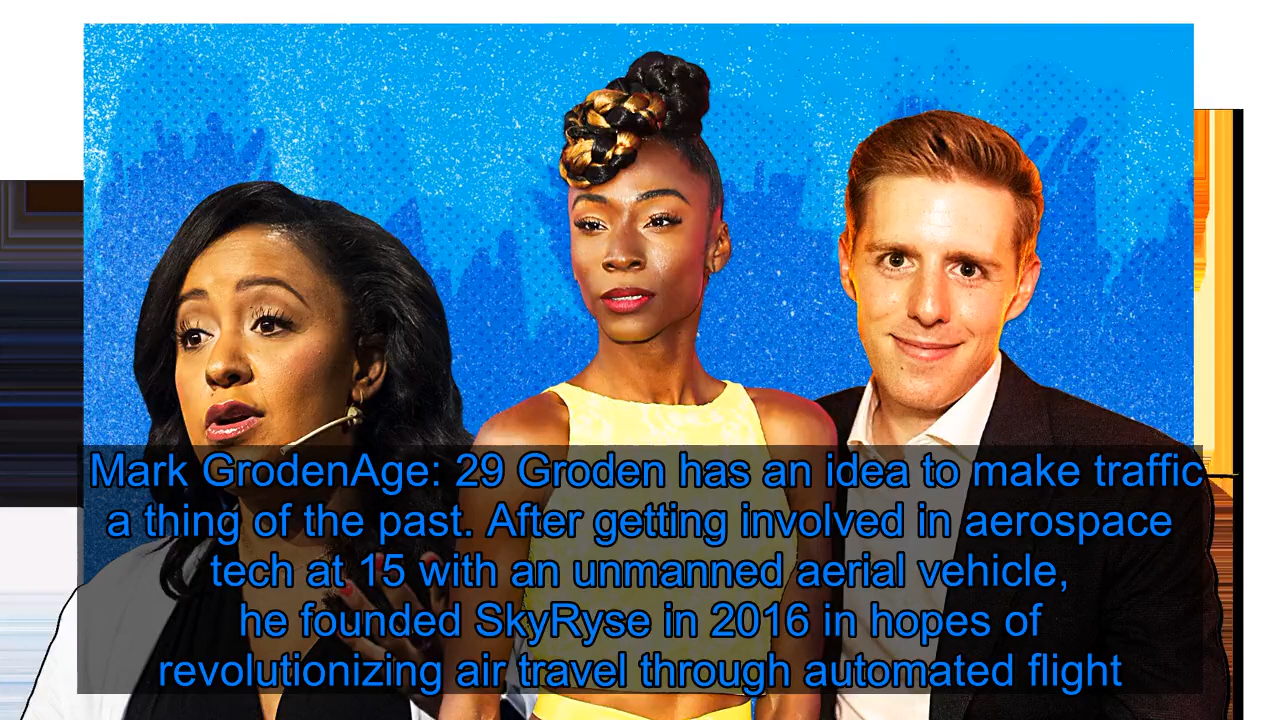 Mark GrodenAge: 29 Groden has an idea to make traffic
a thing of the past. After getting involved in aerospace
tech at 15 with an unmanned aerial vehicle,
he founded SkyRyse in 2016 in hopes of
revolutionizing air travel through automated flight